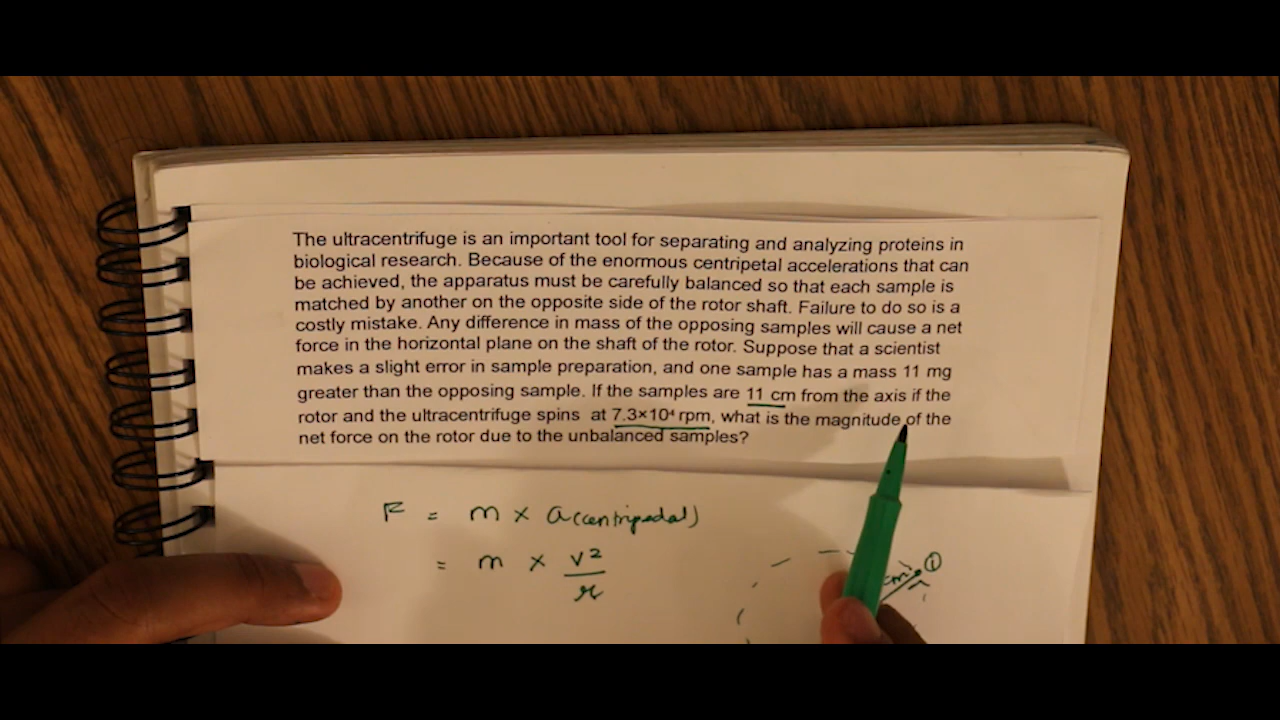 The ultracentrifuge is an important tool for separating and analyzing proteins in
biological research. Because of the enormous centripetal accelerations that can
be achieved, the apparatus must be carefully balanced so that each sample is
matched by another on the opposite side of the rotor shaft. Failure to do so is a
costly mistake. Any difference in mass of the opposing samples will cause a net
force in the horizontal plane on the shaft of the rotor. Suppose that a scientist
makes a slight error in sample preparation, and one sample has a mass 11 mg
greater than the opposing sample. If the samples are 11 cm from the axis if the
rotor and the ultracentrifuge spins at 7.3×10⁴ rpm, what is the magnitude of the
net force on the rotor due to the unbalanced samples?
F = m × a(centripedal)
= m × v²/r
cm ①